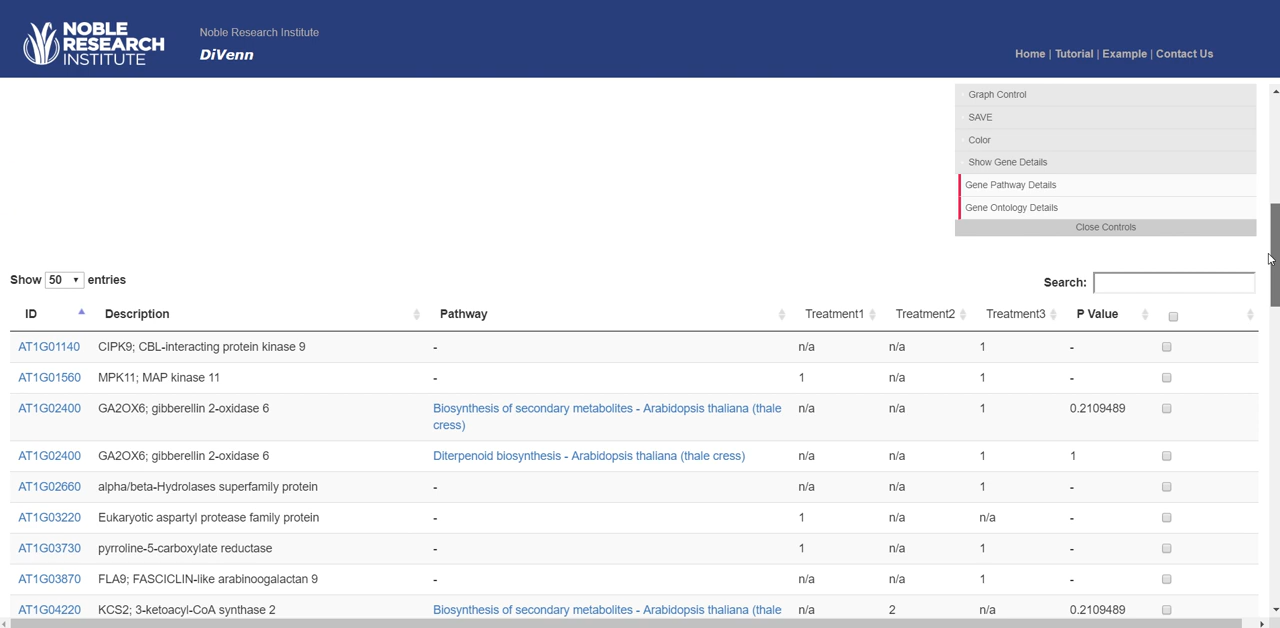 NOBLE
RESEARCH
INSTITUTE
Noble Research Institute
DiVenn
Home | Tutorial | Example | Contact Us
Graph Control
SAVE
Color
Show Gene Details
Gene Pathway Details
Gene Ontology Details
Close Controls
Show 50 entries
Search:
ID Description Pathway Treatment1 Treatment2 Treatment3 P Value
AT1G01140 CIPK9; CBL-interacting protein kinase 9 - n/a n/a 1 -
AT1G01560 MPK11; MAP kinase 11 - 1 n/a 1 -
AT1G02400 GA2OX6; gibberellin 2-oxidase 6 Biosynthesis of secondary metabolites - Arabidopsis thaliana (thale n/a n/a 1 0.2109489
cress)
AT1G02400 GA2OX6; gibberellin 2-oxidase 6 Diterpenoid biosynthesis - Arabidopsis thaliana (thale cress) n/a n/a 1 1
AT1G02660 alpha/beta-Hydrolases superfamily protein - n/a n/a 1 -
AT1G03220 Eukaryotic aspartyl protease family protein - 1 n/a n/a -
AT1G03730 pyrroline-5-carboxylate reductase - 1 n/a 1 -
AT1G03870 FLA9; FASCICLIN-like arabinoogalactan 9 - n/a n/a 1 -
AT1G04220 KCS2; 3-ketoacyl-CoA synthase 2 Biosynthesis of secondary metabolites - Arabidopsis thaliana (thale n/a 2 n/a 0.2109489